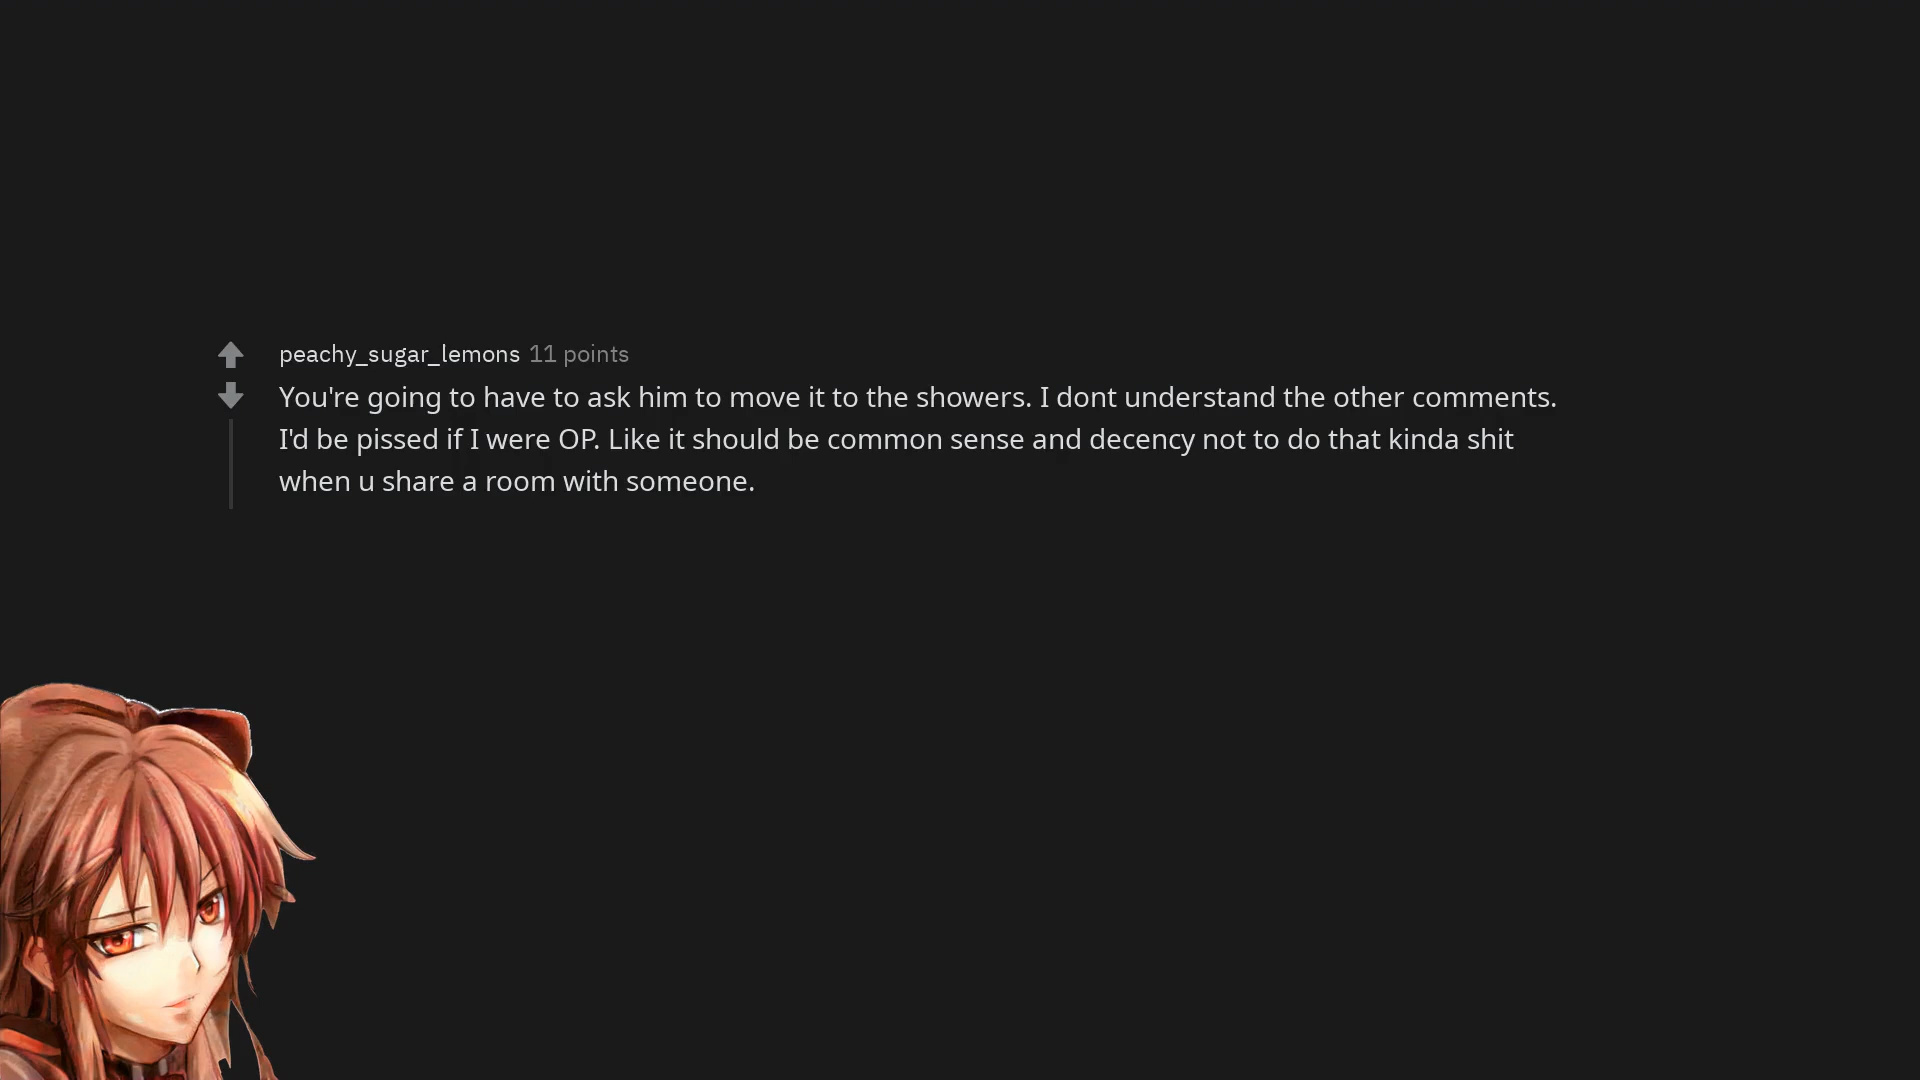 peachy_sugar_lemons 11 points
You're going to have to ask him to move it to the showers. I dont understand the other comments.
I'd be pissed if I were OP. Like it should be common sense and decency not to do that kinda shit
when u share a room with someone.